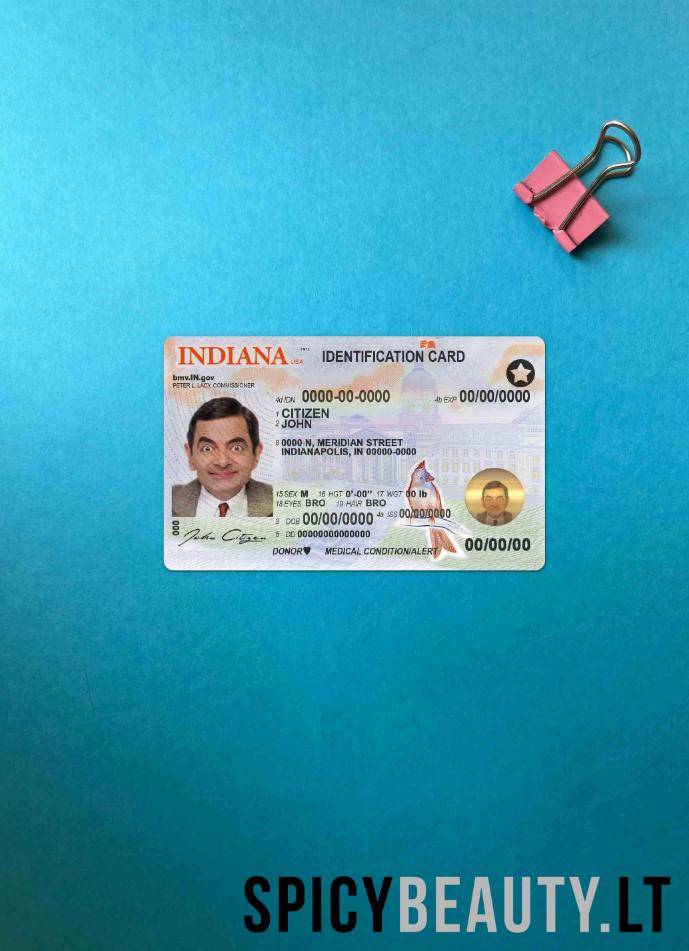 INDIANA USA IDENTIFICATION CARD
bmv.IN.gov
PETER L. LACY, COMMISSIONER
4d IDN 0000-00-0000 4b EXP 00/00/0000
1 CITIZEN
2 JOHN
8 0000 N, MERIDIAN STREET
INDIANAPOLIS, IN 00000-0000
15 SEX M 16 HGT 0'-00" 17 WGT 00 lb
18 EYES BRO 19 HAIR BRO
4a ISS 00/00/0000
3 DOB 00/00/0000
000
John Citizen
5 DD 0000000000000
DONOR♥ MEDICAL CONDITION/ALERT
00/00/00
SPICYBEAUTY.LT